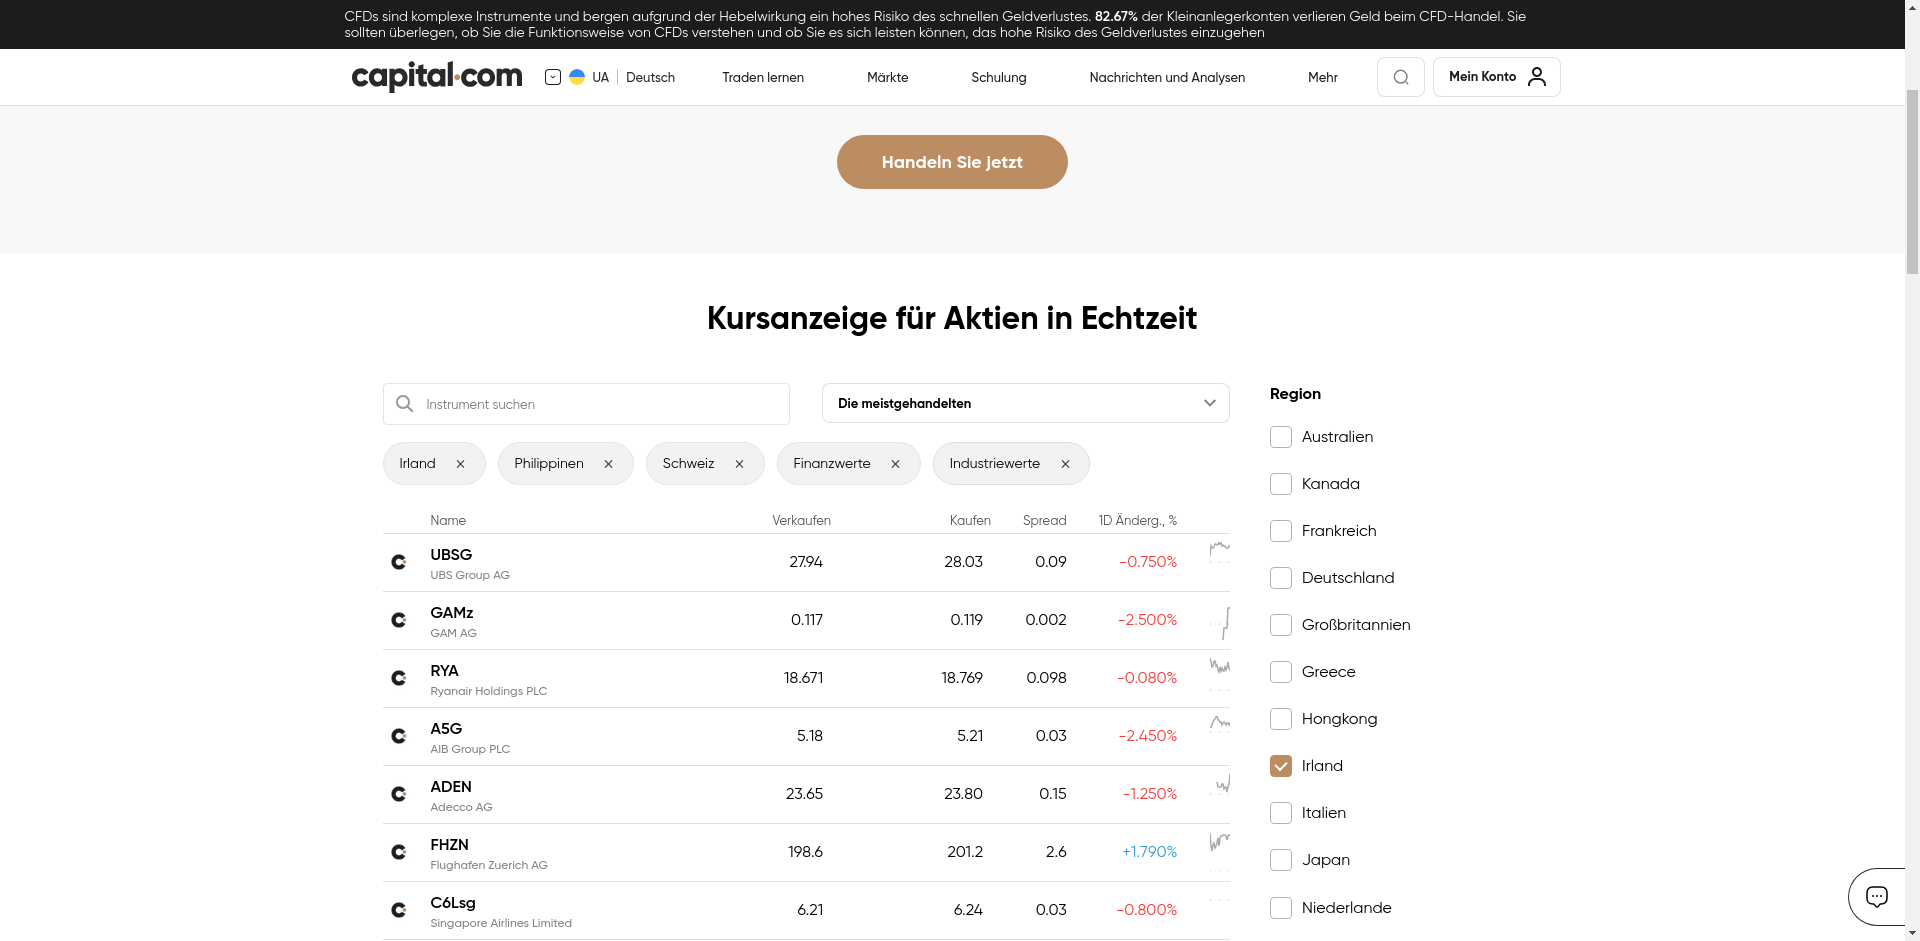 CFDs sind komplexe Instrumente und bergen aufgrund der Hebelwirkung ein hohes Risiko des schnellen Geldverlustes. 82.67% der Kleinanlegerkonten verlieren Geld beim CFD-Handel. Sie
sollten überlegen, ob Sie die Funktionsweise von CFDs verstehen und ob Sie es sich leisten können, das hohe Risiko des Geldverlustes einzugehen
capital.com UA Deutsch Traden lernen Märkte Schulung Nachrichten und Analysen Mehr Mein Konto
Handeln Sie jetzt
Kursanzeige für Aktien in Echtzeit
Instrument suchen
Die meistgehandelten
Irland Philippinen Schweiz Finanzwerte Industriewerte
Name Verkaufen Kaufen Spread 1D Änderg., %
UBSG 27.94 28.03 0.09 -0.750%
UBS Group AG
GAMz 0.117 0.119 0.002 -2.500%
GAM AG
RYA 18.671 18.769 0.098 -0.080%
Ryanair Holdings PLC
A5G 5.18 5.21 0.03 -2.450%
AIB Group PLC
ADEN 23.65 23.80 0.15 -1.250%
Adecco AG
FHZN 198.6 201.2 2.6 +1.790%
Flughafen Zuerich AG
C6Lsg 6.21 6.24 0.03 -0.800%
Singapore Airlines Limited
Region
Australien
Kanada
Frankreich
Deutschland
Großbritannien
Greece
Hongkong
Irland
Italien
Japan
Niederlande